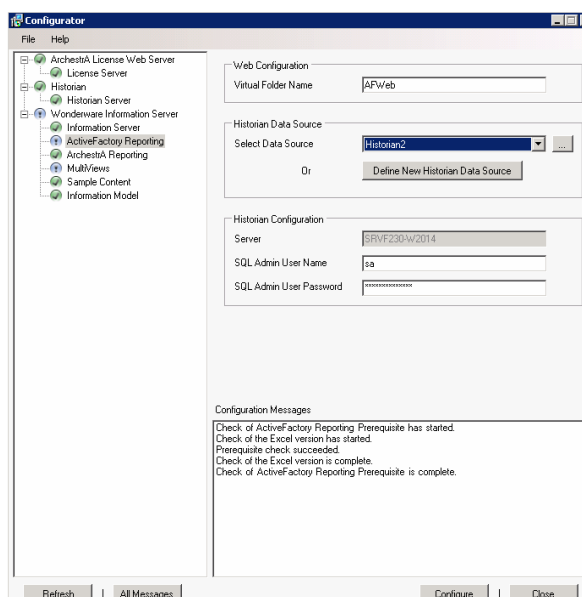 Configurator
File Help
ArchestrA License Web Server
License Server
Historian
Historian Server
Wonderware Information Server
Information Server
ActiveFactory Reporting
ArchestrA Reporting
MultiViews
Sample Content
Information Model
Web Configuration
Virtual Folder Name AFWeb
Historian Data Source
Select Data Source Historian2 ...
Or Define New Historian Data Source
Historian Configuration
Server SRVF230-W2014
SQL Admin User Name sa
SQL Admin User Password **************
Configuration Messages
Check of ActiveFactory Reporting Prerequisite has started.
Check of the Excel version has started.
Prerequisite check succeeded.
Check of the Excel version is complete.
Check of ActiveFactory Reporting Prerequisite is complete.
Refresh | All Messages Configure | Close